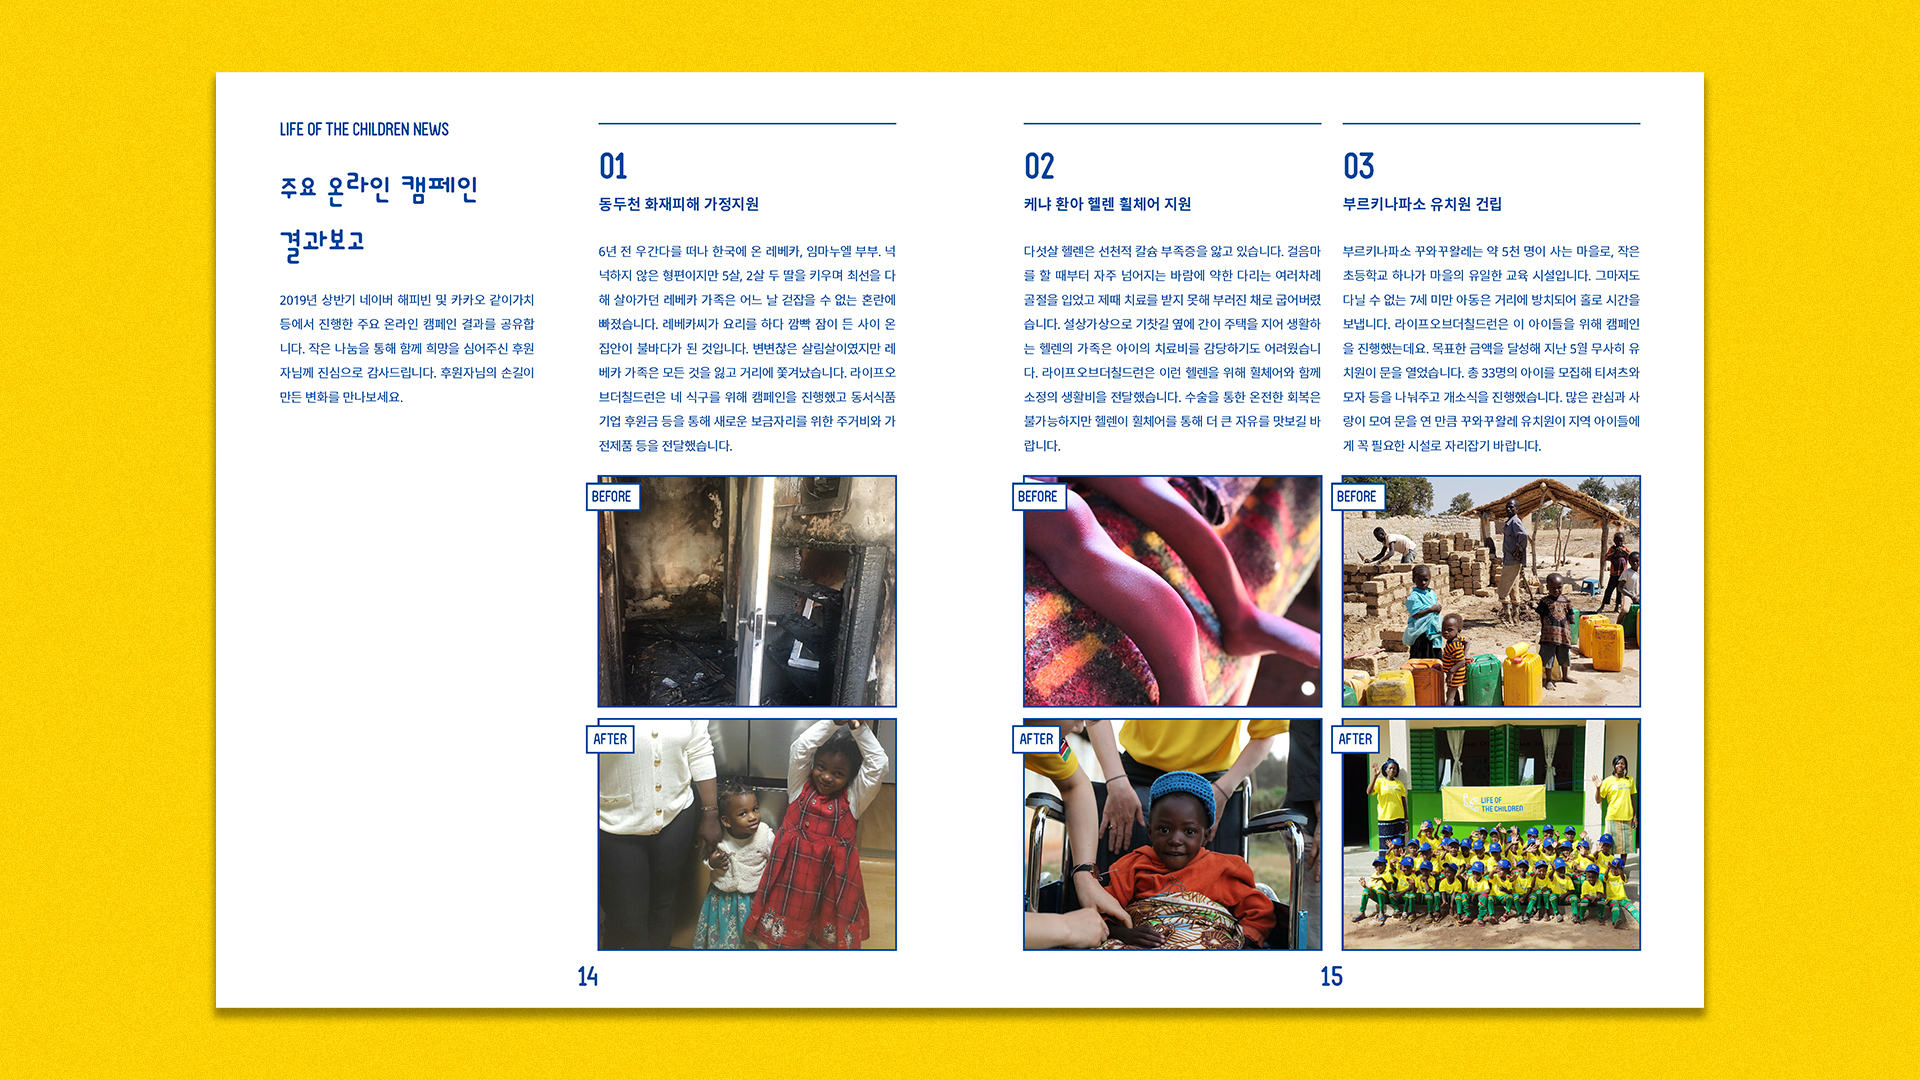 LIFE OF THE CHILDREN NEWS
주요 온라인 캠페인
결과보고
2019년 상반기 네이버 해피빈 및 카카오 같이가치
등에서 진행한 주요 온라인 캠페인 결과를 공유합
니다. 작은 나눔을 통해 함께 희망을 심어주신 후원
자님께 진심으로 감사드립니다. 후원자님의 손길이
만든 변화를 만나보세요.
01
동두천 화재피해 가정지원
6년 전 우간다를 떠나 한국에 온 레베카, 임마누엘 부부. 넉
넉하지 않은 형편이지만 5살, 2살 두 딸을 키우며 최선을 다
해 살아가던 레베카 가족은 어느 날 걷잡을 수 없는 혼란에
빠졌습니다. 레베카씨가 요리를 하다 깜빡 잠이 든 사이 온
집안이 불바다가 된 것입니다. 변변찮은 살림살이였지만 레
베카 가족은 모든 것을 잃고 거리에 쫓겨났습니다. 라이프오
브더칠드런은 네 식구를 위해 캠페인을 진행했고 동서식품
기업 후원금 등을 통해 새로운 보금자리를 위한 주거비와 가
전제품 등을 전달했습니다.
BEFORE
AFTER
14
02
케냐 환아 헬렌 휠체어 지원
다섯살 헬렌은 선천적 칼슘 부족증을 앓고 있습니다. 걸음마
를 할 때부터 자주 넘어지는 바람에 약한 다리는 여러차례
골절을 입었고 제때 치료를 받지 못해 부러진 채로 굽어버렸
습니다. 설상가상으로 기찻길 옆에 간이 주택을 지어 생활하
는 헬렌의 가족은 아이의 치료비를 감당하기도 어려웠습니
다. 라이프오브더칠드런은 이런 헬렌을 위해 휠체어와 함께
소정의 생활비을 전달했습니다. 수술을 통한 온전한 회복은
불가능하지만 헬렌이 휠체어를 통해 더 큰 자유를 맛보길 바
랍니다.
BEFORE
AFTER
03
부르키나파소 유치원 건립
부르키나파소 꾸와꾸왈레는 약 5천 명이 사는 마을로, 작은
초등학교 하나가 마을의 유일한 교육 시설입니다. 그마저도
다닐 수 없는 7세 미만 아동은 거리에 방치되어 홀로 시간을
보냅니다. 라이프오브더칠드런은 이 아이들을 위해 캠페인
을 진행했는데요. 목표한 금액을 달성해 지난 5월 무사히 유
치원이 문을 열었습니다. 총 33명의 아이를 모집해 티셔츠와
모자 등을 나눠주고 개소식을 진행했습니다. 많은 관심과 사
랑이 모여 문을 연 만큼 꾸와꾸왈레 유치원이 지역 아이들에
게 꼭 필요한 시설로 자리잡기 바랍니다.
BEFORE
AFTER
LIFE OF
THE CHILDREN
15